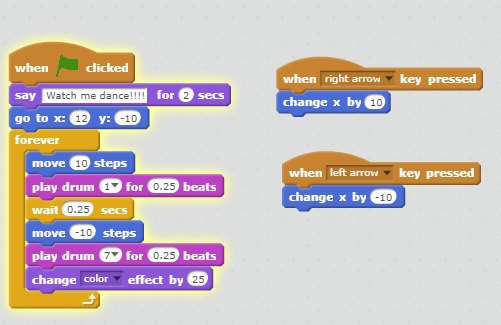 when clicked
say Watch me dance!!!! for 2 secs
go to x: 12 y: -10
forever
move 10 steps
play drum 1 for 0.25 beats
wait 0.25 secs
move -10 steps
play drum 7 for 0.25 beats
change color effect by 25
when right arrow key pressed
change x by 10
when left arrow key pressed
change x by -10